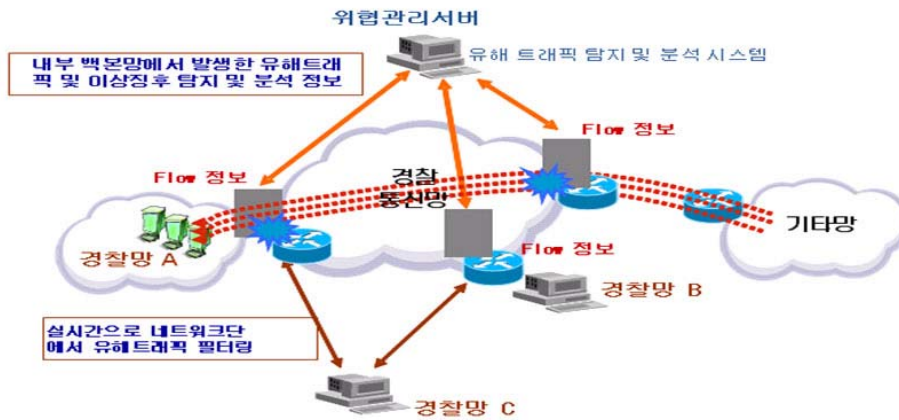 위협관리서버
유해 트래픽 탐지 및 분석 시스템
내부 백본망에서 발생한 유해트래
픽 및 이상징후 탐지 및 분석 정보
Flow 정보
Flow 정보
경찰
통신망
기타망
경찰망 A
Flow 정보
경찰망 B
실시간으로 네트워크단
에서 유해트래픽 필터링
경찰망 C